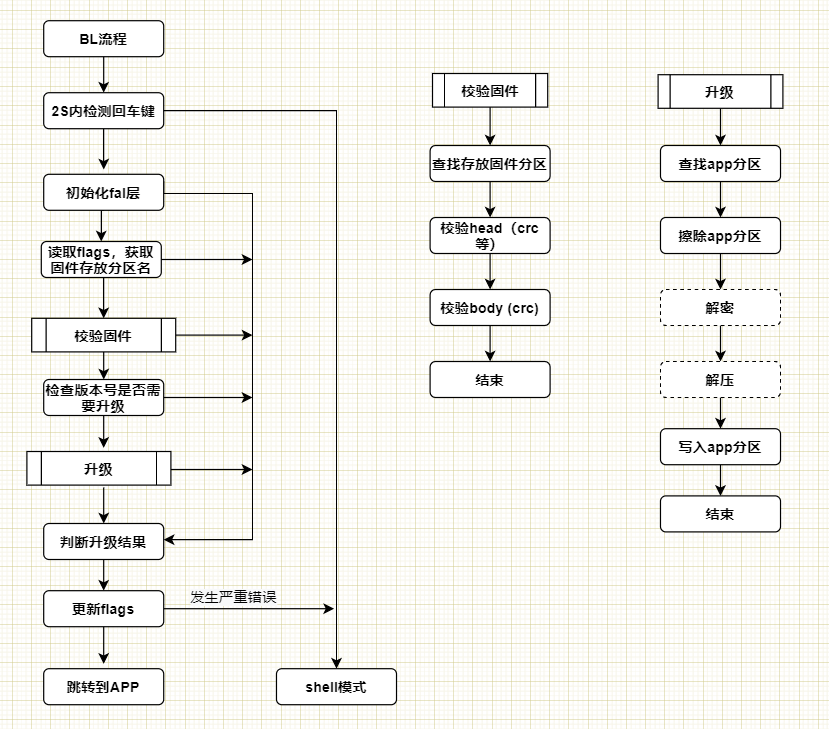 BL流程
2S内检测回车键
初始化fal层
读取flags，获取
固件存放分区名
校验固件
检查版本号是否需
要升级
升级
判断升级结果
更新flags
发生严重错误
跳转到APP
shell模式
校验固件
查找存放固件分区
校验head（crc
等）
校验body (crc)
结束
升级
查找app分区
擦除app分区
解密
解压
写入app分区
结束